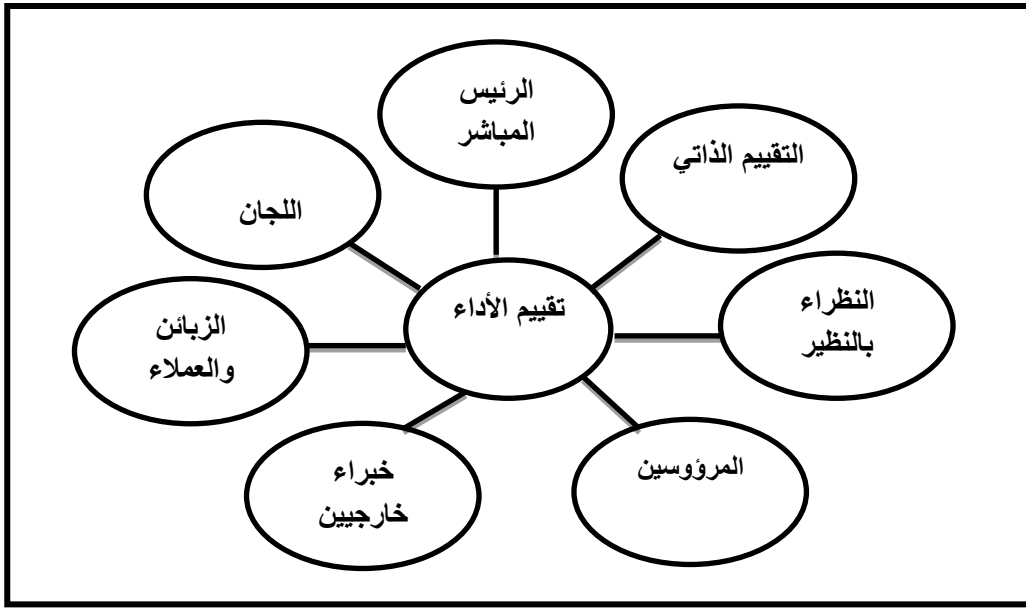 الرئيس
المباشر
التقييم الذاتي
اللجان
النظراء
بالنظير
تقييم الأداء
الزبائن
والعملاء
المرؤوسين
خبراء
خارجيين